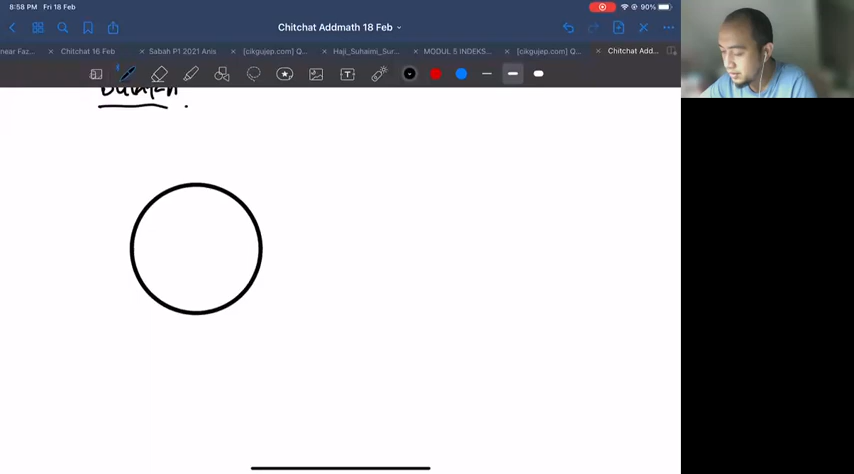 8:58 PM Fri 18 Feb
90%
Chitchat Addmath 18 Feb
near Faz...
Chitchat 16 Feb
Sabah P1 2021 Anis
[cikgujep.com] Q...
Haji_Suhaimi_Sur...
MODUL 5 INDEKS...
[cikgujep.com] Q...
Chitchat Add...
T